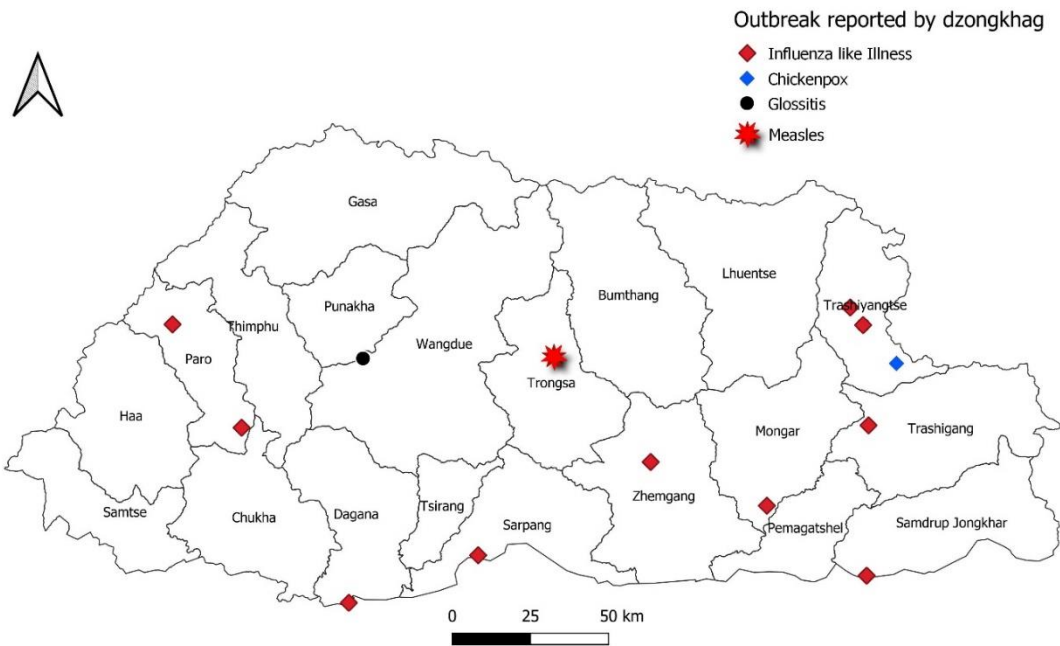 Outbreak reported by dzongkhag
Influenza like Illness
Chickenpox
Glossitis
Measles
Gasa
Lhuentse
Bumthang
Punakha
Trashiyangtse
Thimphu
Wangdue
Paro
Trongsa
Haa
Mongar
Trashigang
Zhemgang
Tsirang
Samtse
Chukha
Dagana
Sarpang
Pemagatshel
Samdrup Jongkhar
0 25 50 km